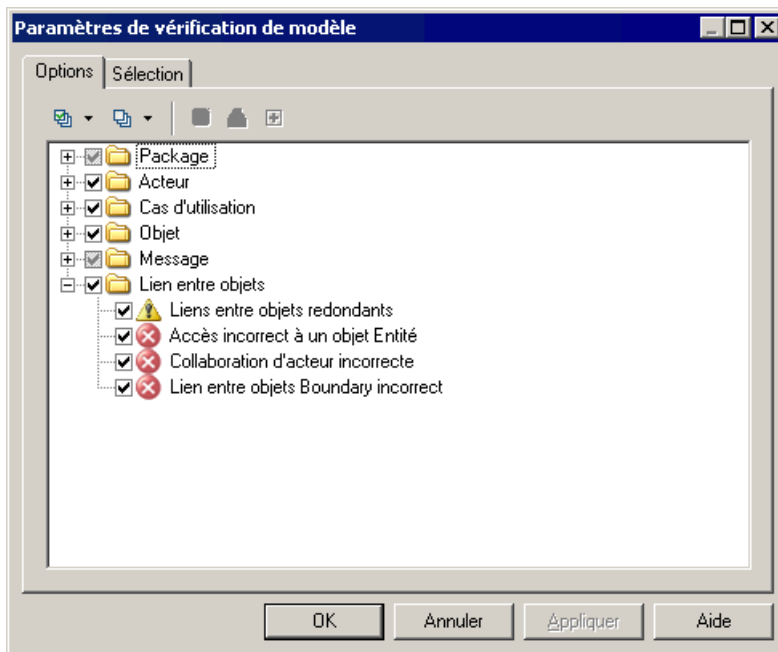 Paramètres de vérification de modèle
Options
Sélection
Package
Acteur
Cas d'utilisation
Objet
Message
Lien entre objets
Liens entre objets redondants
Accès incorrect à un objet Entité
Collaboration d'acteur incorrecte
Lien entre objets Boundary incorrect
OK
Annuler
Appliquer
Aide